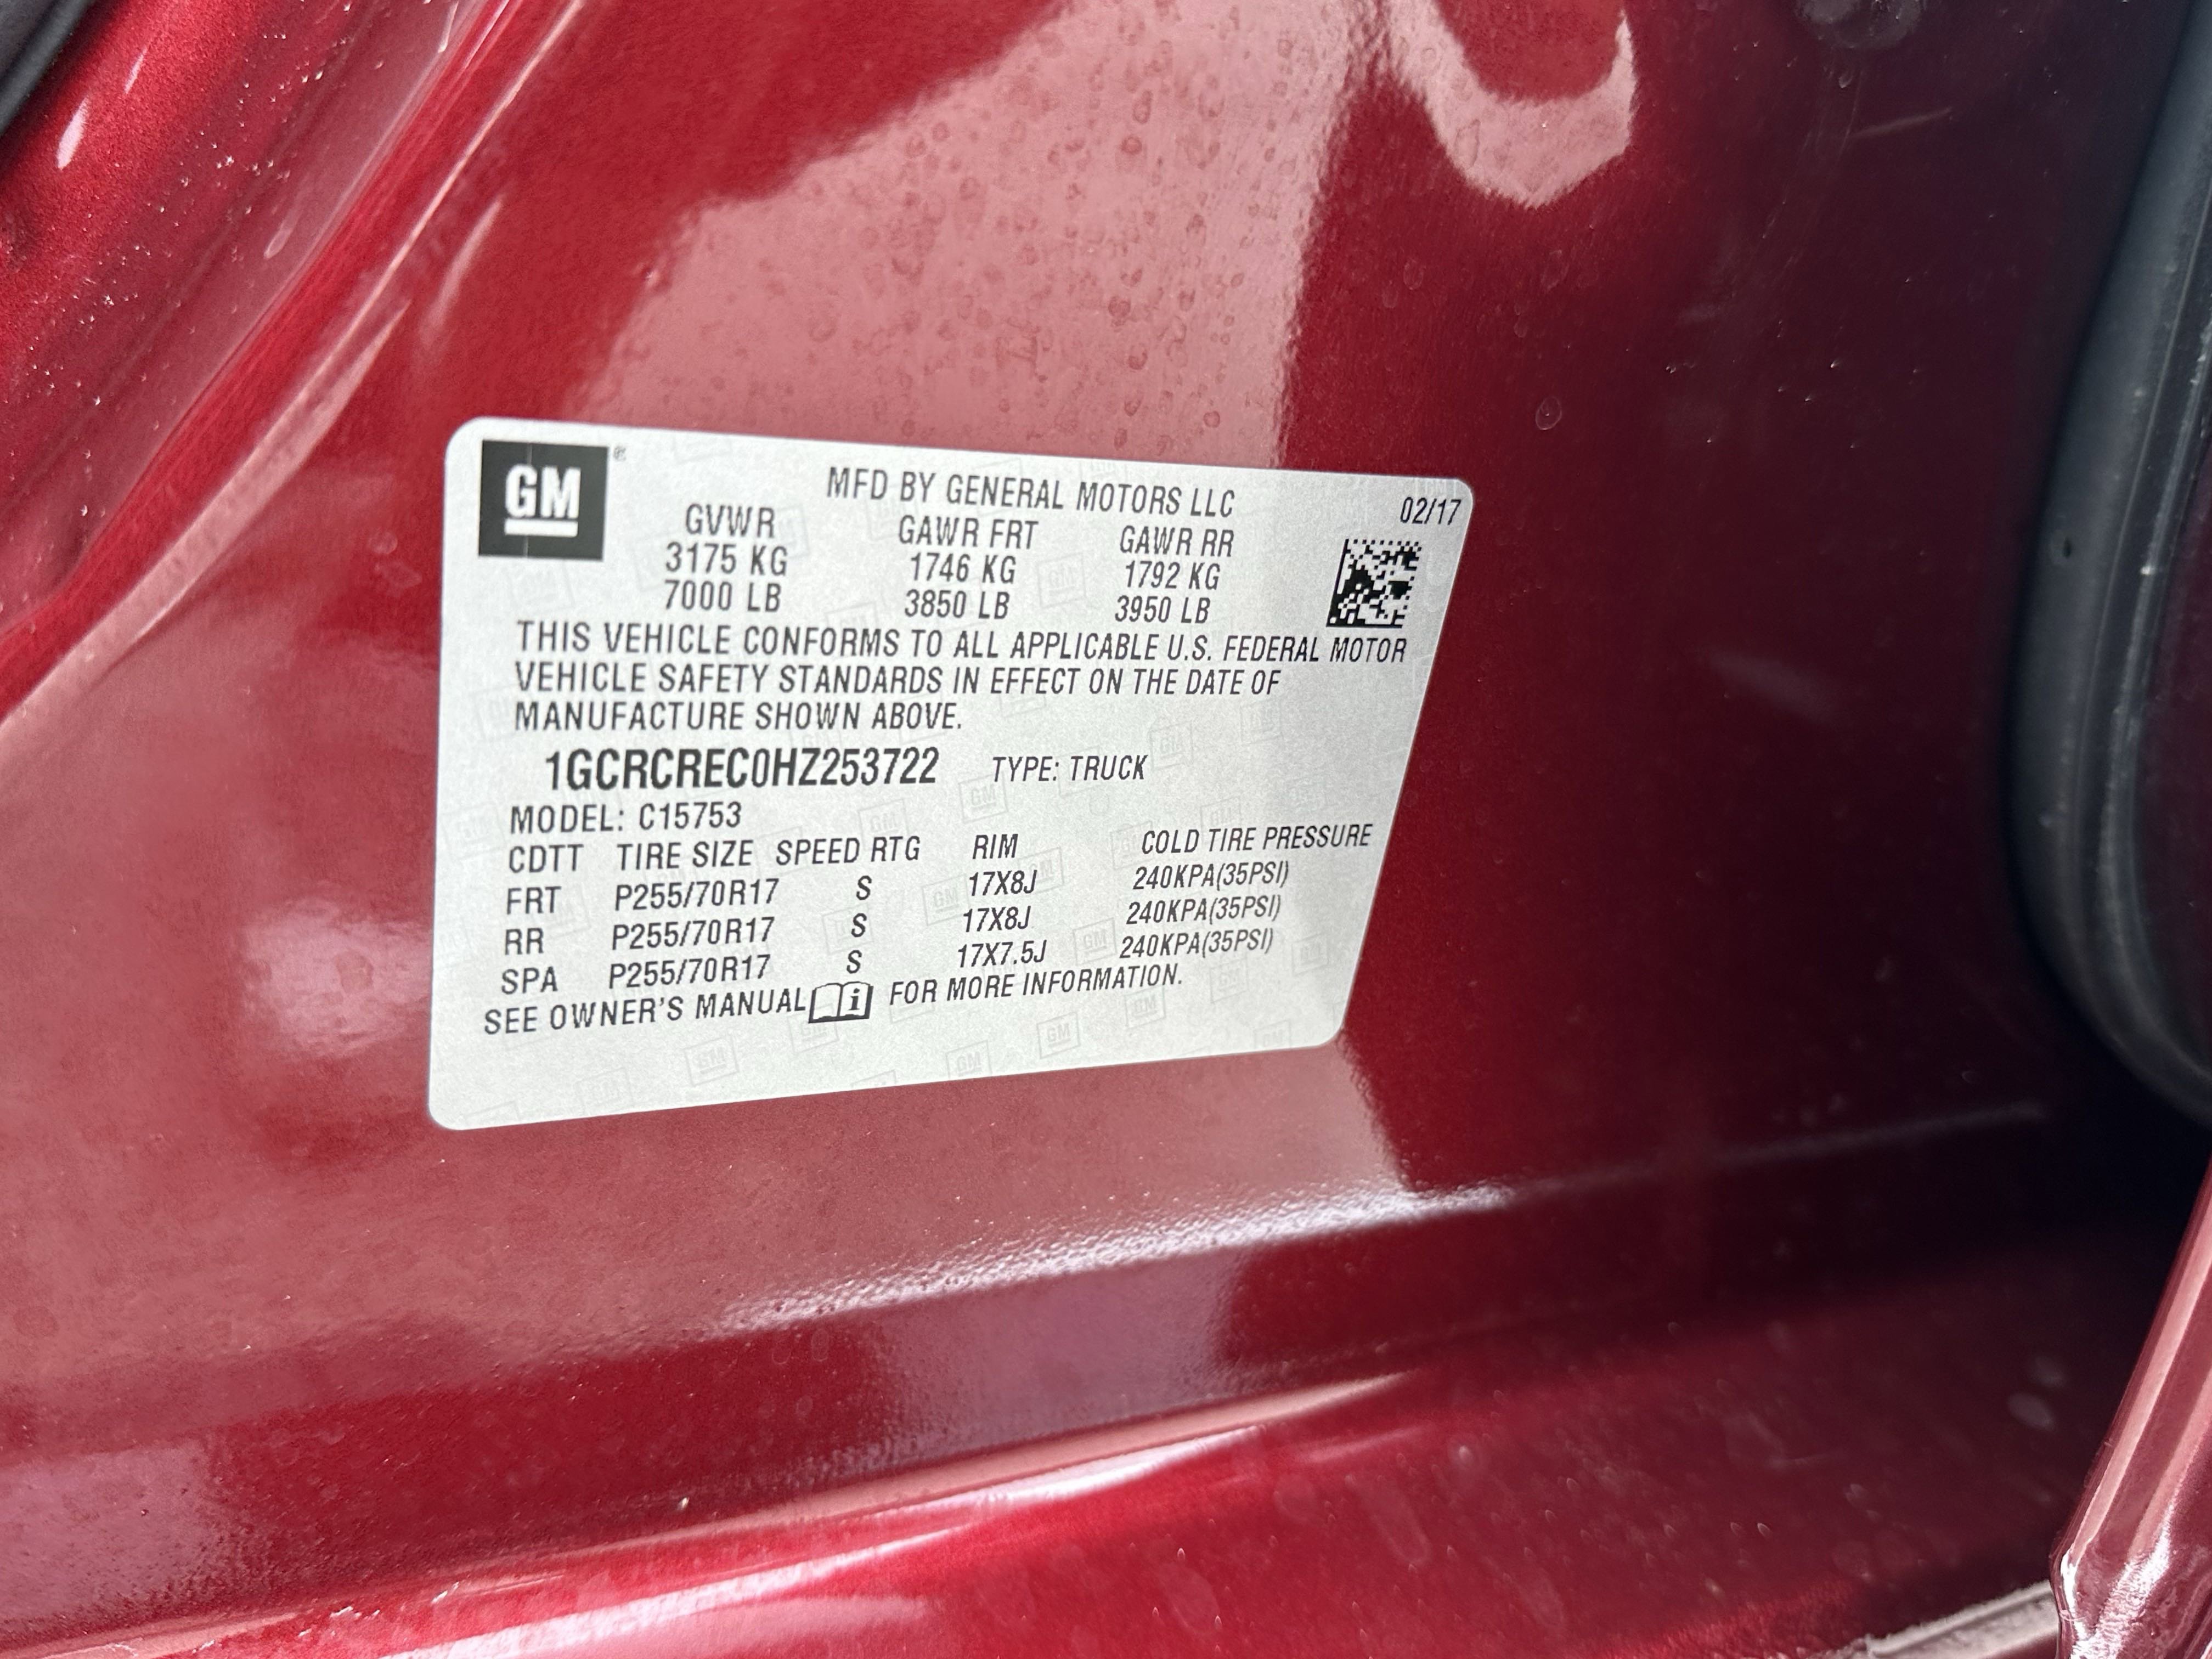 GM ®
MFD BY GENERAL MOTORS LLC 02/17
GVWR GAWR FRT GAWR RR
3175 KG 1746 KG 1792 KG
7000 LB 3850 LB 3950 LB
THIS VEHICLE CONFORMS TO ALL APPLICABLE U.S. FEDERAL MOTOR
VEHICLE SAFETY STANDARDS IN EFFECT ON THE DATE OF
MANUFACTURE SHOWN ABOVE.
1GCRCREC0HZ253722 TYPE: TRUCK
MODEL: C15753
CDTT TIRE SIZE SPEED RTG RIM COLD TIRE PRESSURE
FRT P255/70R17 S 17X8J 240KPA(35PSI)
RR P255/70R17 S 17X8J 240KPA(35PSI)
SPA P255/70R17 S 17X7.5J 240KPA(35PSI)
SEE OWNER'S MANUAL i FOR MORE INFORMATION.